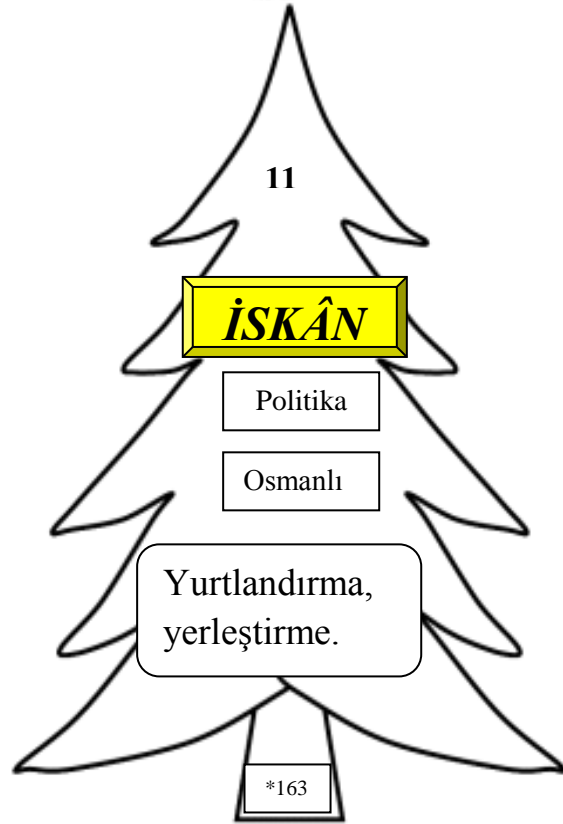 11
İSKÂN
Politika
Osmanlı
Yurtlandırma,
yerleştirme.
*163